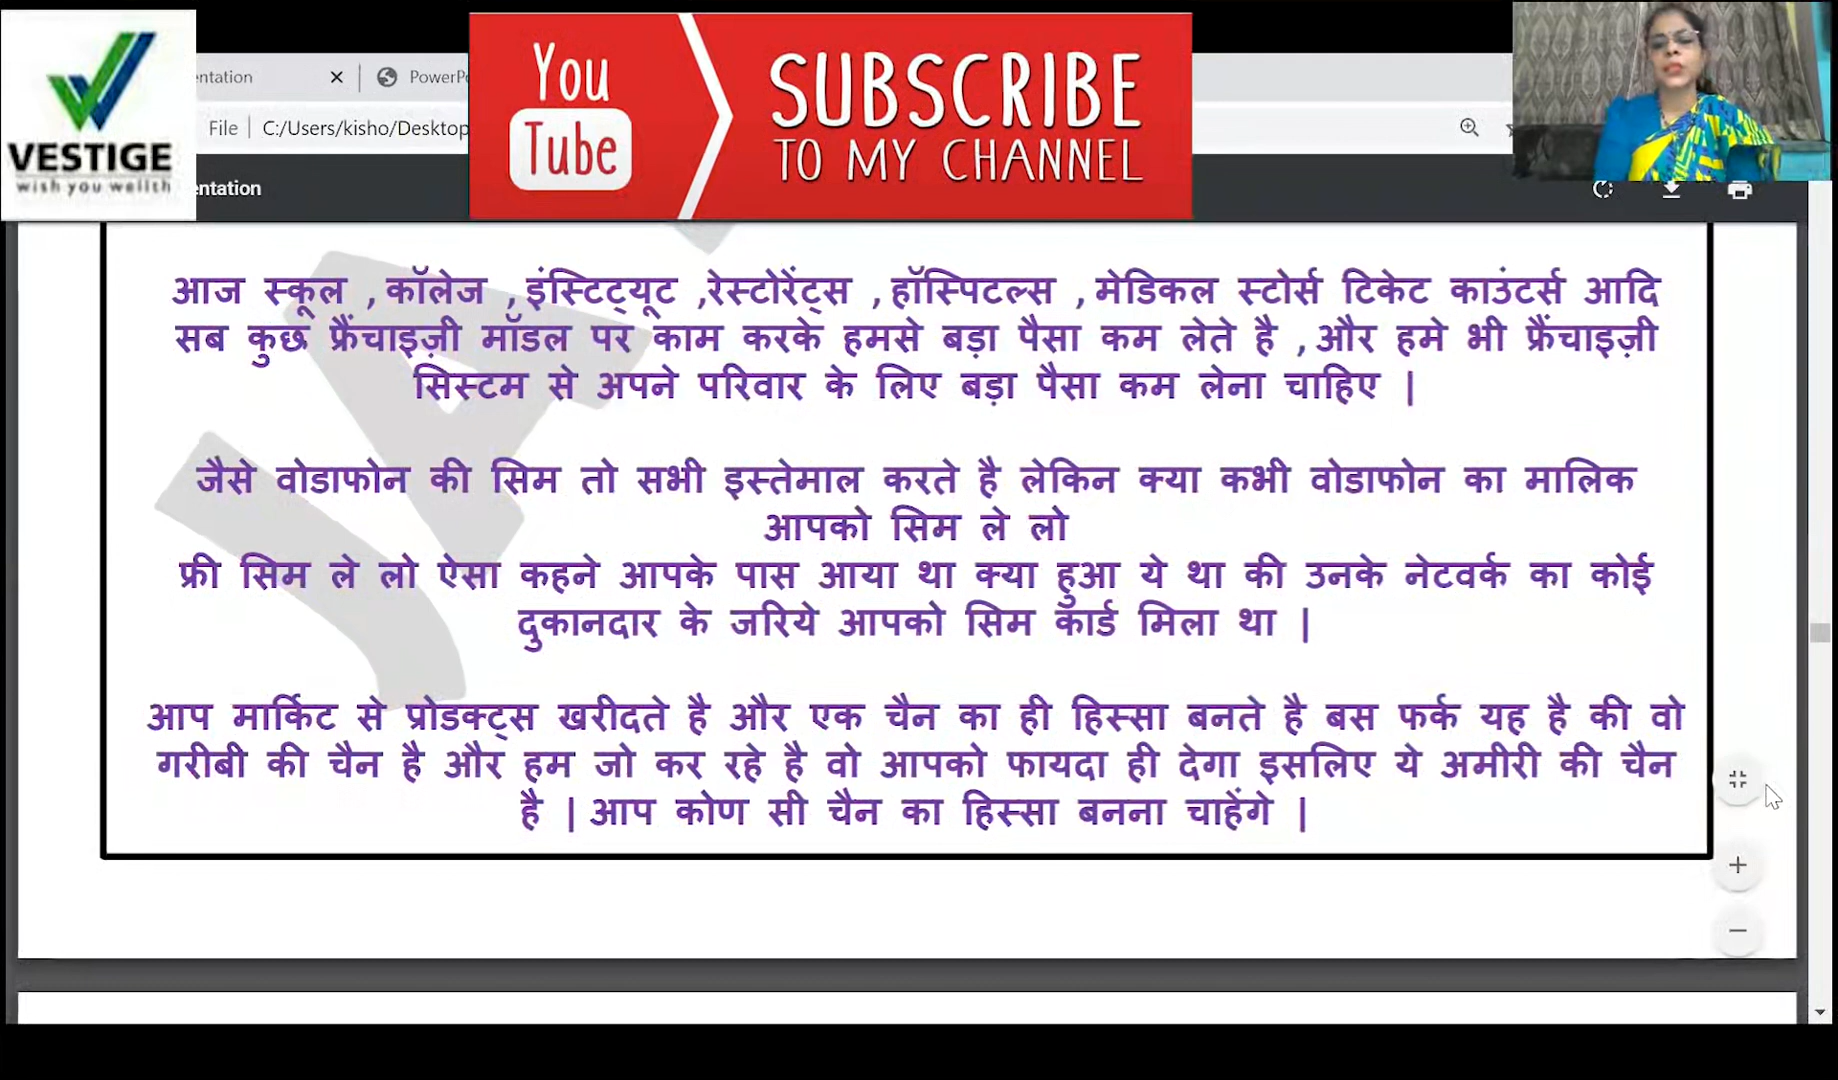 VESTIGE
wish you wellth
entation
PowerP
File
C:/Users/kisho/Desktop
entation
You
Tube
SUBSCRIBE
TO MY CHANNEL
आज स्कूल ,कॉलेज ,इंस्टिट्यूट ,रेस्टोरेंट्स ,हॉस्पिटल्स ,मेडिकल स्टोर्स टिकेट काउंटर्स आदि
सब कुछ फ्रैंचाइज़ी मॉडल पर काम करके हमसे बड़ा पैसा कम लेते है ,और हमे भी फ्रैंचाइज़ी
सिस्टम से अपने परिवार के लिए बड़ा पैसा कम लेना चाहिए |
जैसे वोडाफोन की सिम तो सभी इस्तेमाल करते है लेकिन क्या कभी वोडाफोन का मालिक
आपको सिम ले लो
फ्री सिम ले लो ऐसा कहने आपके पास आया था क्या हुआ ये था की उनके नेटवर्क का कोई
दुकानदार के जरिये आपको सिम कार्ड मिला था |
आप मार्किट से प्रोडक्ट्स खरीदते है और एक चैन का ही हिस्सा बनते है बस फर्क यह है की वो
गरीबी की चैन है और हम जो कर रहे है वो आपको फायदा ही देगा इसलिए ये अमीरी की चैन
है | आप कोण सी चैन का हिस्सा बनना चाहेंगे |